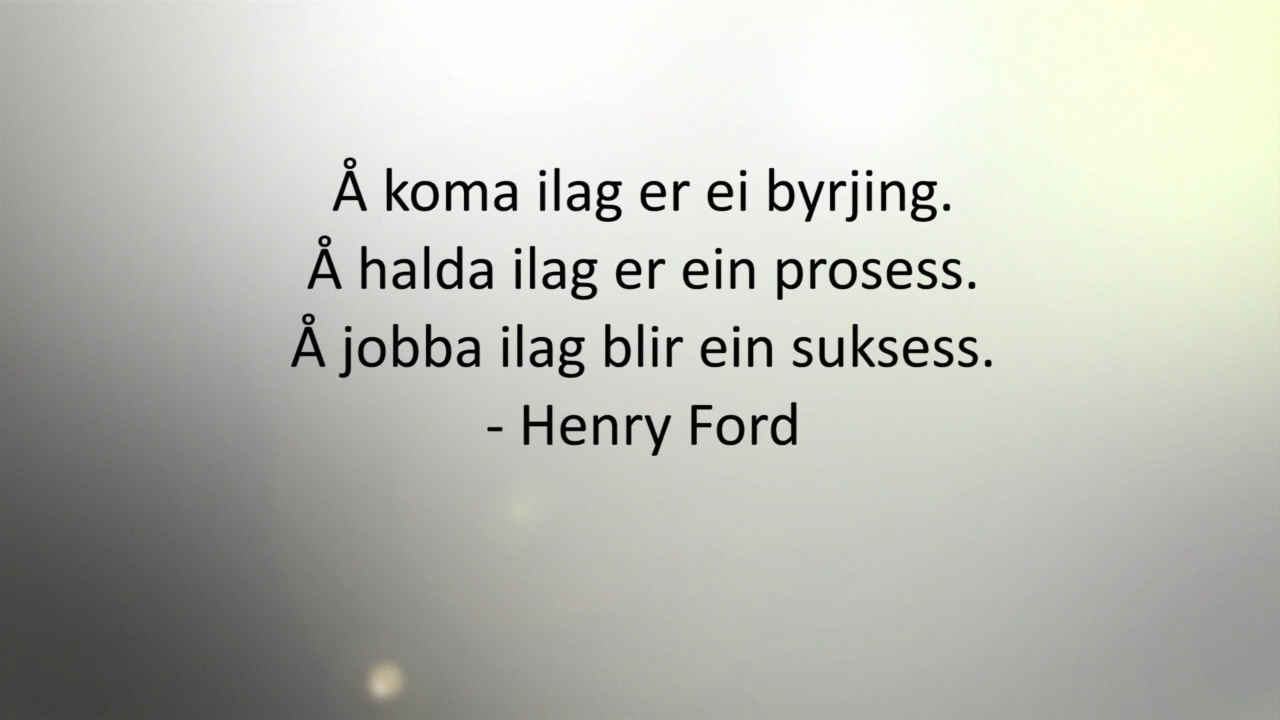 Å koma ilag er ei byrjing.
Å halda ilag er ein prosess.
Å jobba ilag blir ein suksess.
- Henry Ford